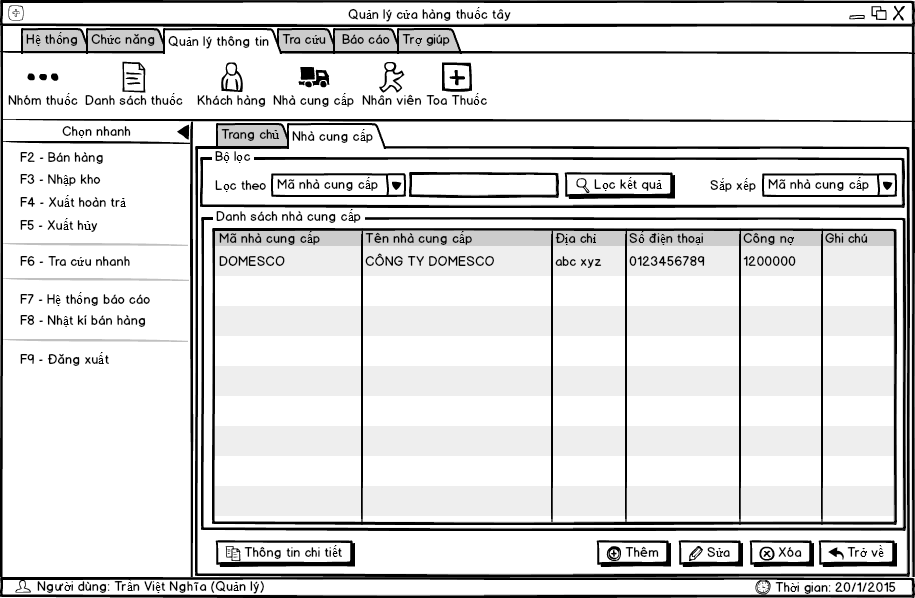 Quản lý cửa hàng thuốc tây
Hệ thống Chức năng Quản lý thông tin Tra cứu Báo cáo Trợ giúp
Nhóm thuốc Danh sách thuốc Khách hàng Nhà cung cấp Nhân viên Toa Thuốc
Chọn nhanh
F2 - Bán hàng
F3 - Nhập kho
F4 - Xuất hoàn trả
F5 - Xuất hủy
F6 - Tra cứu nhanh
F7 - Hệ thống báo cáo
F8 - Nhật kí bán hàng
F9 - Đăng xuất
Trang chủ Nhà cung cấp
Bộ lọc
Lọc theo Mã nhà cung cấp Lọc kết quả Sắp xếp Mã nhà cung cấp
Danh sách nhà cung cấp
Mã nhà cung cấp Tên nhà cung cấp Địa chỉ Số điện thoại Công nợ Ghi chú
DOMESCO CÔNG TY DOMESCO abc xyz 0123456789 1200000
Thông tin chi tiết Thêm Sửa Xóa Trở về
Người dùng: Trần Việt Nghĩa (Quản lý) Thời gian: 20/1/2015